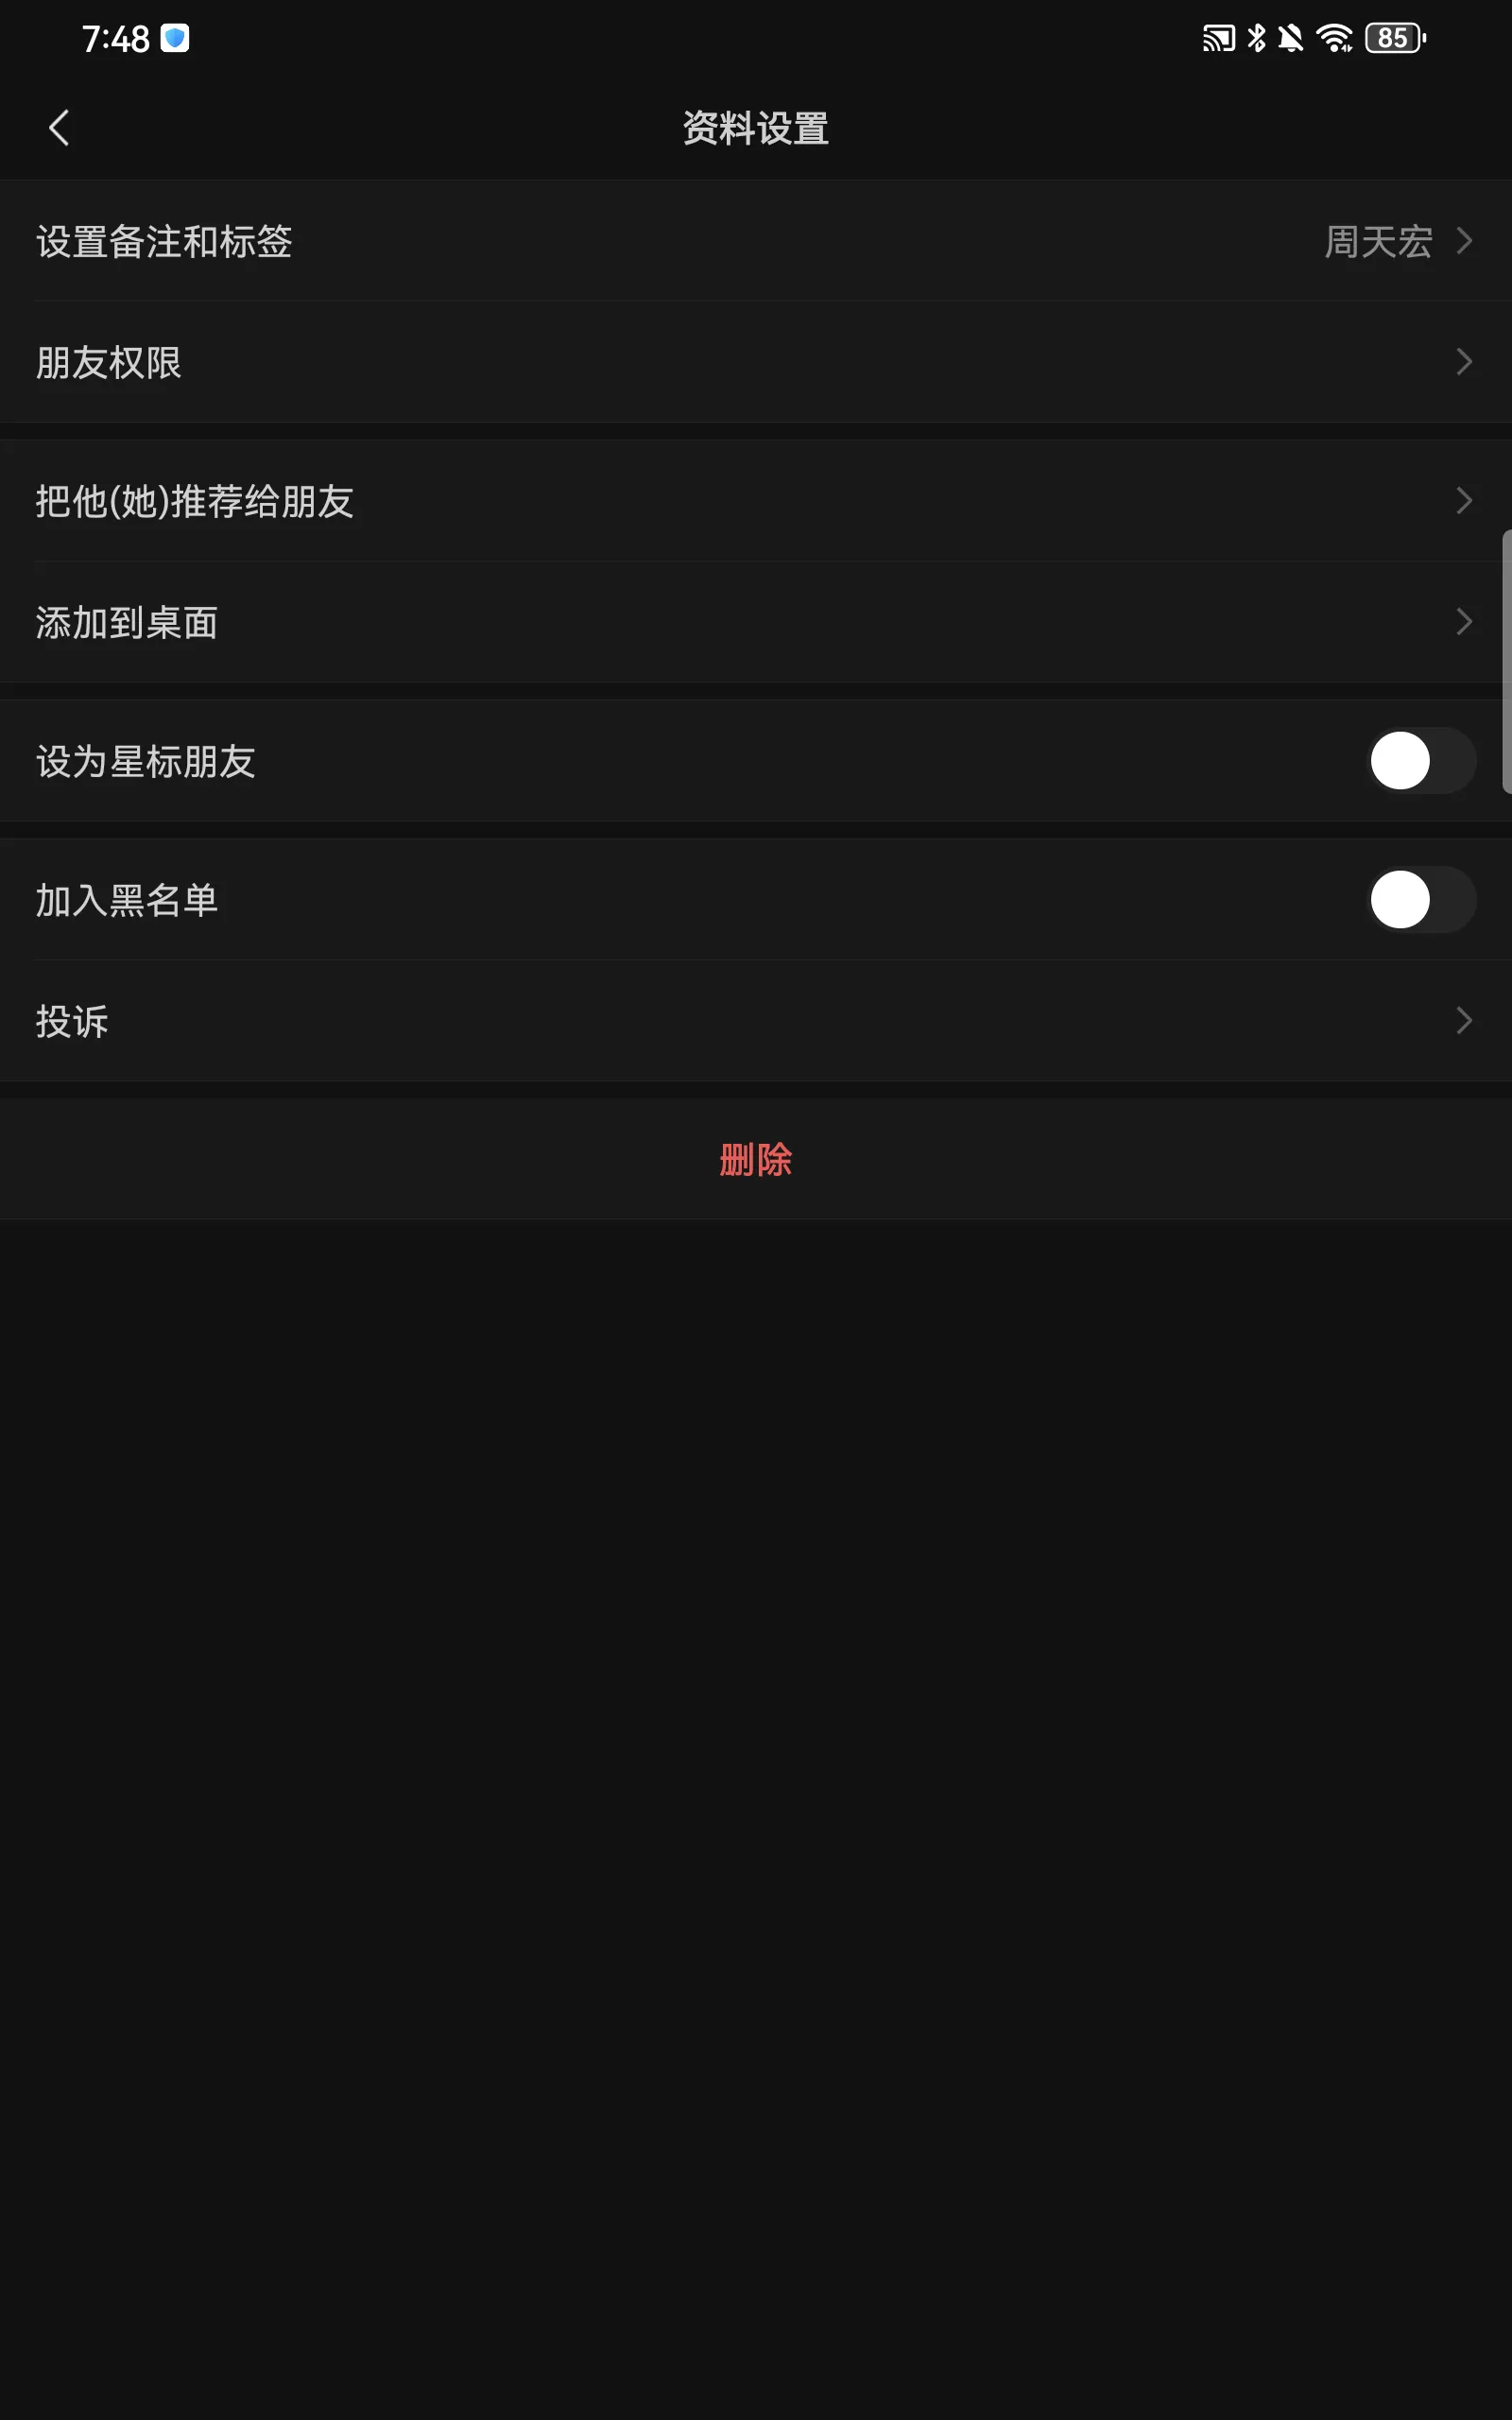 7:48
85
资料设置
设置备注和标签 周天宏
朋友权限
把他(她)推荐给朋友
添加到桌面
设为星标朋友
加入黑名单
投诉
删除